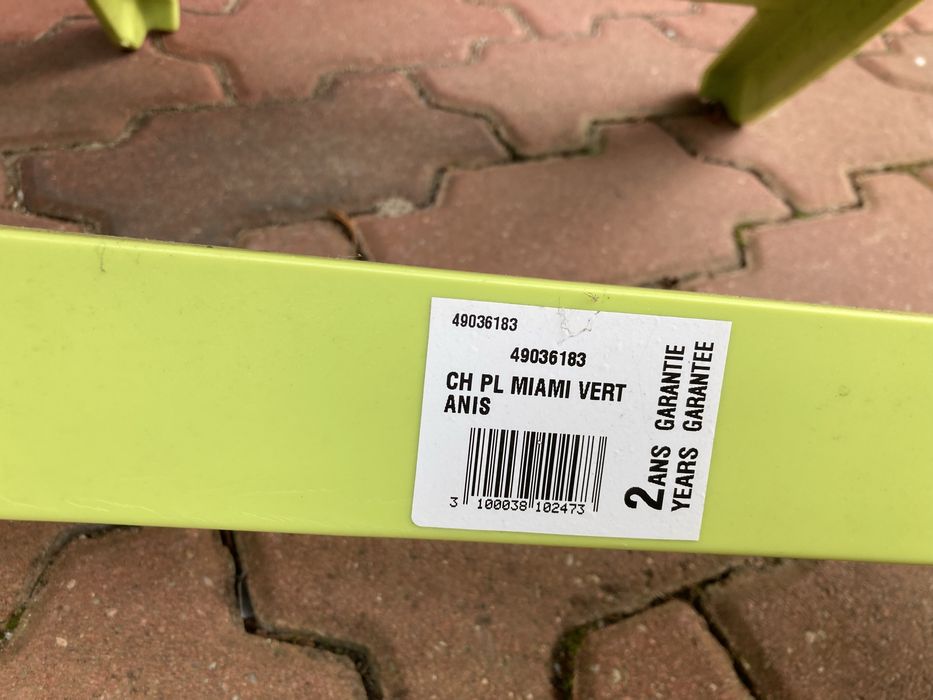 49036183
49036183
CH PL MIAMI VERT
ANIS
3 100038 102473
2 ANS GARANTIE
YEARS GARANTEE